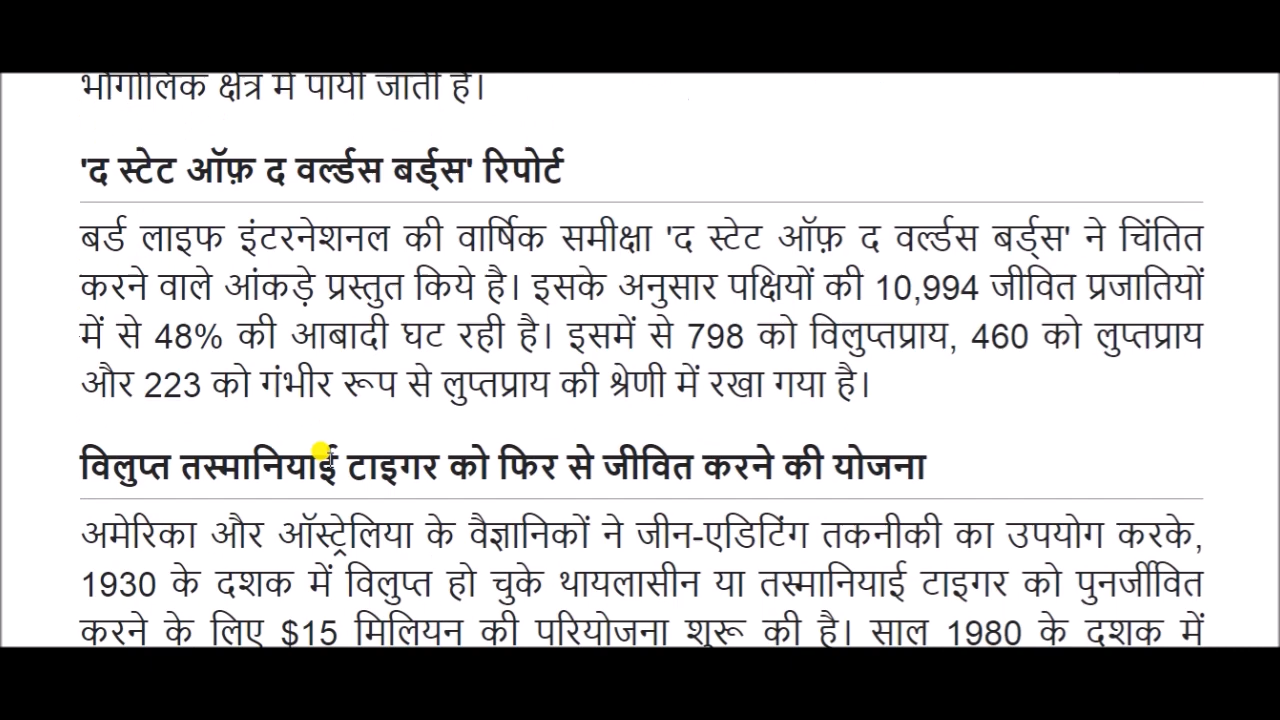 भौगोलिक क्षेत्र में पायी जाती है।
'द स्टेट ऑफ़ द वर्ल्डस बर्ड्स' रिपोर्ट
बर्ड लाइफ इंटरनेशनल की वार्षिक समीक्षा 'द स्टेट ऑफ़ द वर्ल्डस बर्ड्स' ने चिंतित
करने वाले आंकड़े प्रस्तुत किये है। इसके अनुसार पक्षियों की 10,994 जीवित प्रजातियों
में से 48% की आबादी घट रही है। इसमें से 798 को विलुप्तप्राय, 460 को लुप्तप्राय
और 223 को गंभीर रूप से लुप्तप्राय की श्रेणी में रखा गया है।
विलुप्त तस्मानियाई टाइगर को फिर से जीवित करने की योजना
अमेरिका और ऑस्ट्रेलिया के वैज्ञानिकों ने जीन-एडिटिंग तकनीकी का उपयोग करके,
1930 के दशक में विलुप्त हो चुके थायलासीन या तस्मानियाई टाइगर को पुनर्जीवित
करने के लिए $15 मिलियन की परियोजना शुरू की है। साल 1980 के दशक में